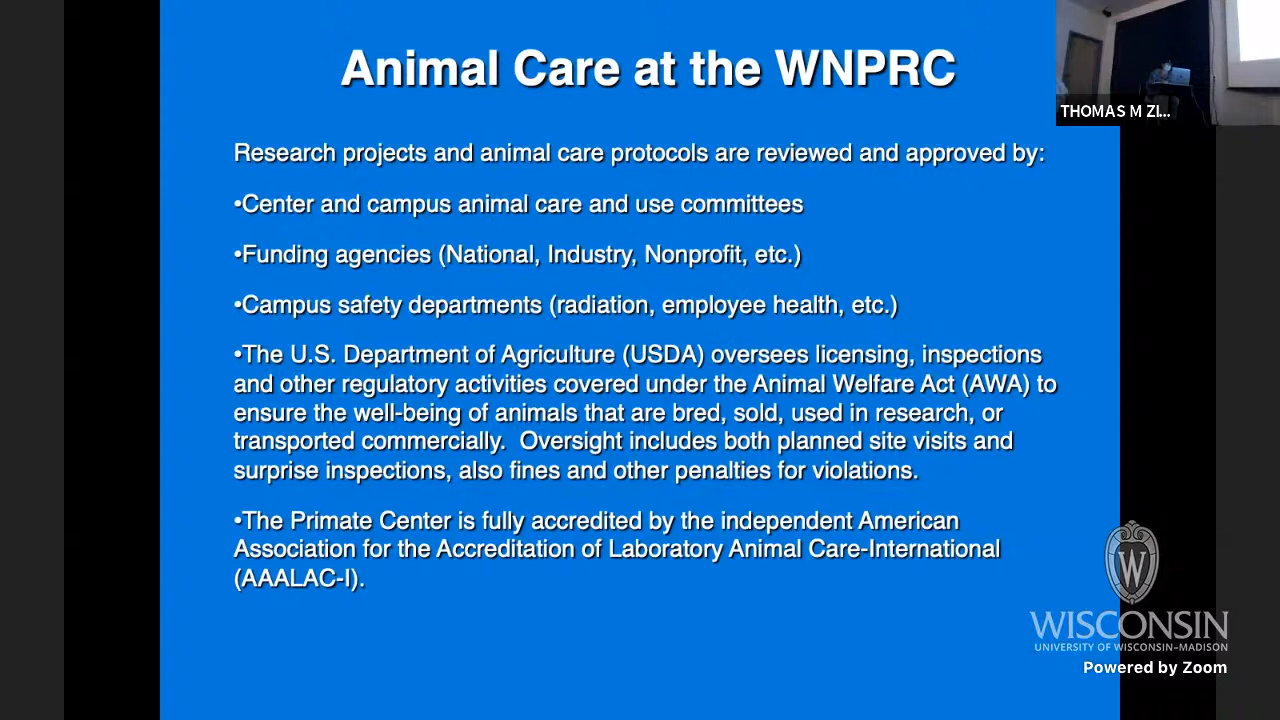 Animal Care at the WNPRC
THOMAS M ZI...
Research projects and animal care protocols are reviewed and approved by:
•Center and campus animal care and use committees
•Funding agencies (National, Industry, Nonprofit, etc.)
•Campus safety departments (radiation, employee health, etc.)
•The U.S. Department of Agriculture (USDA) oversees licensing, inspections
and other regulatory activities covered under the Animal Welfare Act (AWA) to
ensure the well-being of animals that are bred, sold, used in research, or
transported commercially.  Oversight includes both planned site visits and
surprise inspections, also fines and other penalties for violations.
•The Primate Center is fully accredited by the independent American
Association for the Accreditation of Laboratory Animal Care-International
(AAALAC-I).
W
WISCONSIN
UNIVERSITY OF WISCONSIN–MADISON
Powered by Zoom